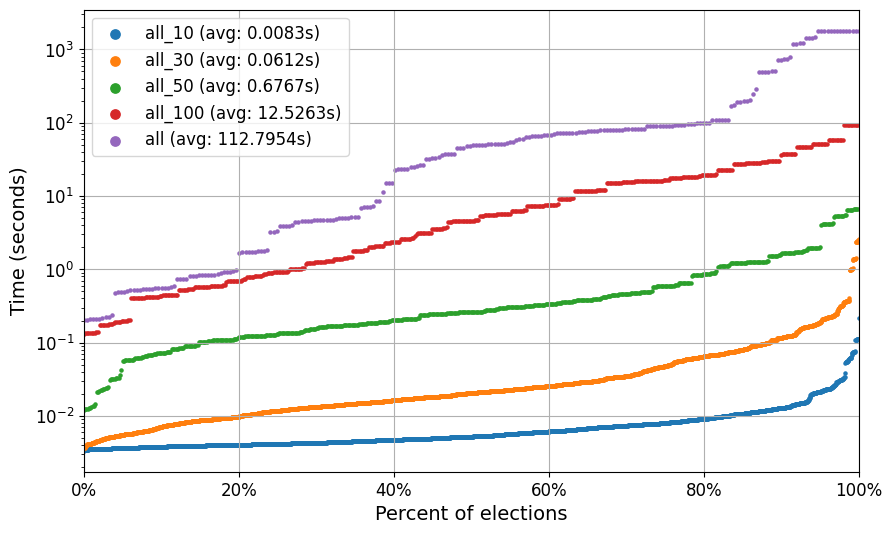 all_10 (avg: 0.0083s)
all_30 (avg: 0.0612s)
all_50 (avg: 0.6767s)
all_100 (avg: 12.5263s)
all (avg: 112.7954s)
Time (seconds)
10³
10²
10¹
10⁰
10⁻¹
10⁻²
0% 20% 40% 60% 80% 100%
Percent of elections